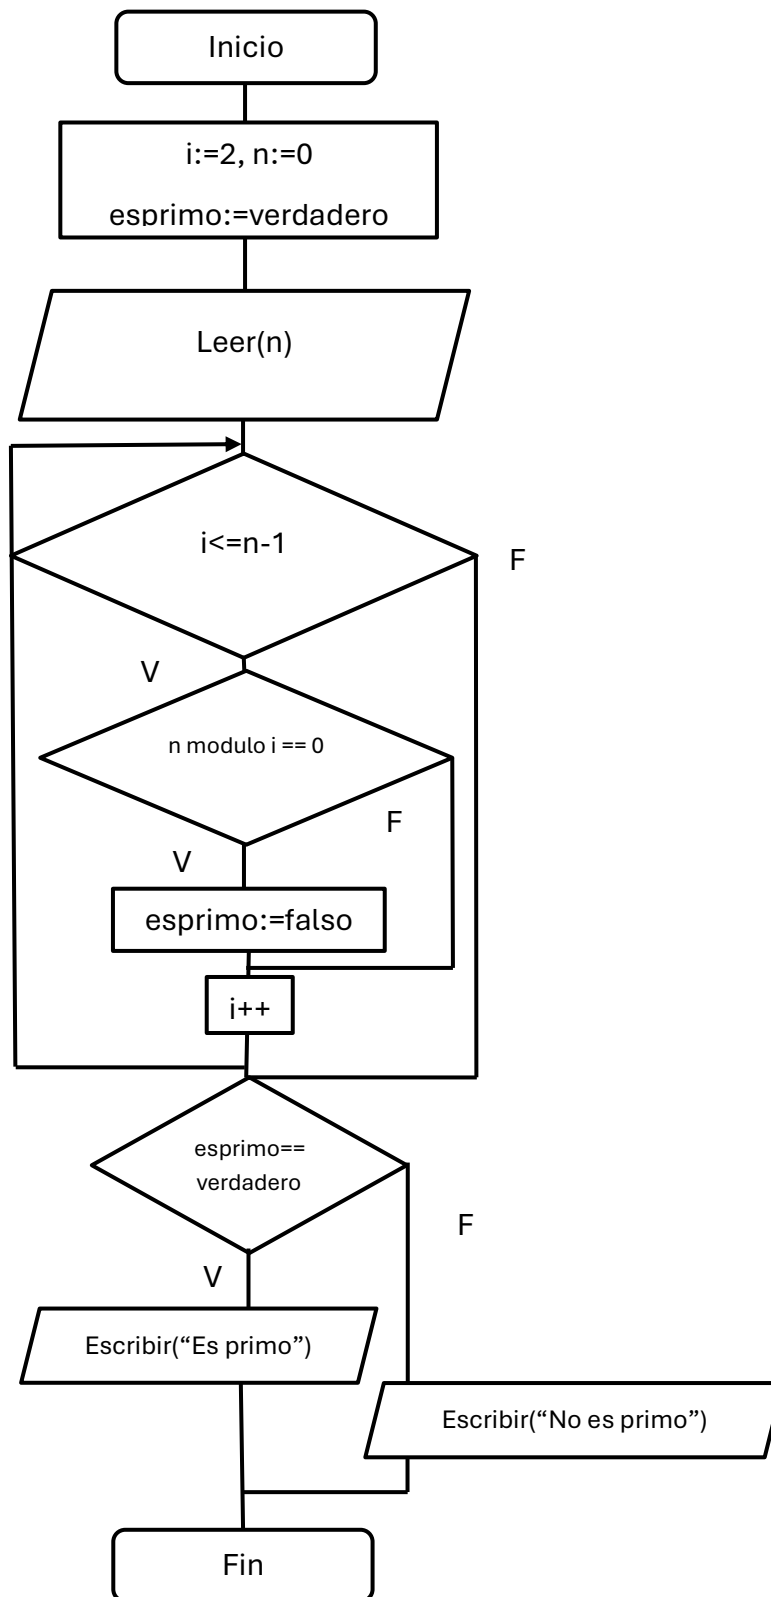 Inicio
i:=2, n:=0
esprimo:=verdadero
Leer(n)
i<=n-1
F
V
n modulo i == 0
F
V
esprimo:=falso
i++
esprimo==
verdadero
F
V
Escribir(“Es primo”)
Escribir(“No es primo”)
Fin